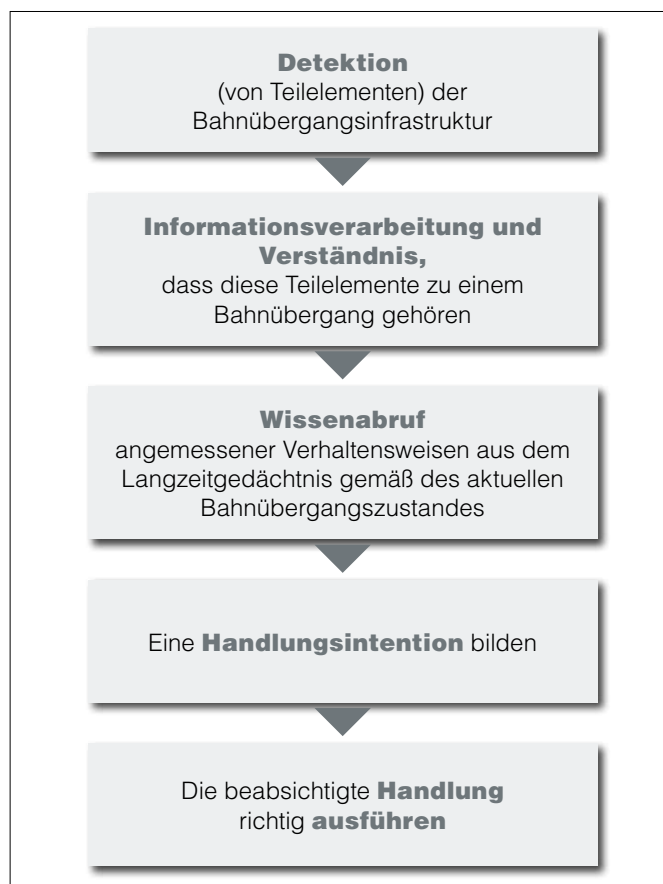 Detektion
(von Teilelementen) der
Bahnübergangsinfrastruktur
Informationsverarbeitung und
Verständnis,
dass diese Teilelemente zu einem
Bahnübergang gehören
Wissenabruf
angemessener Verhaltensweisen aus dem
Langzeitgedächtnis gemäß des aktuellen
Bahnübergangszustandes
Eine Handlungsintention bilden
Die beabsichtigte Handlung
richtig ausführen